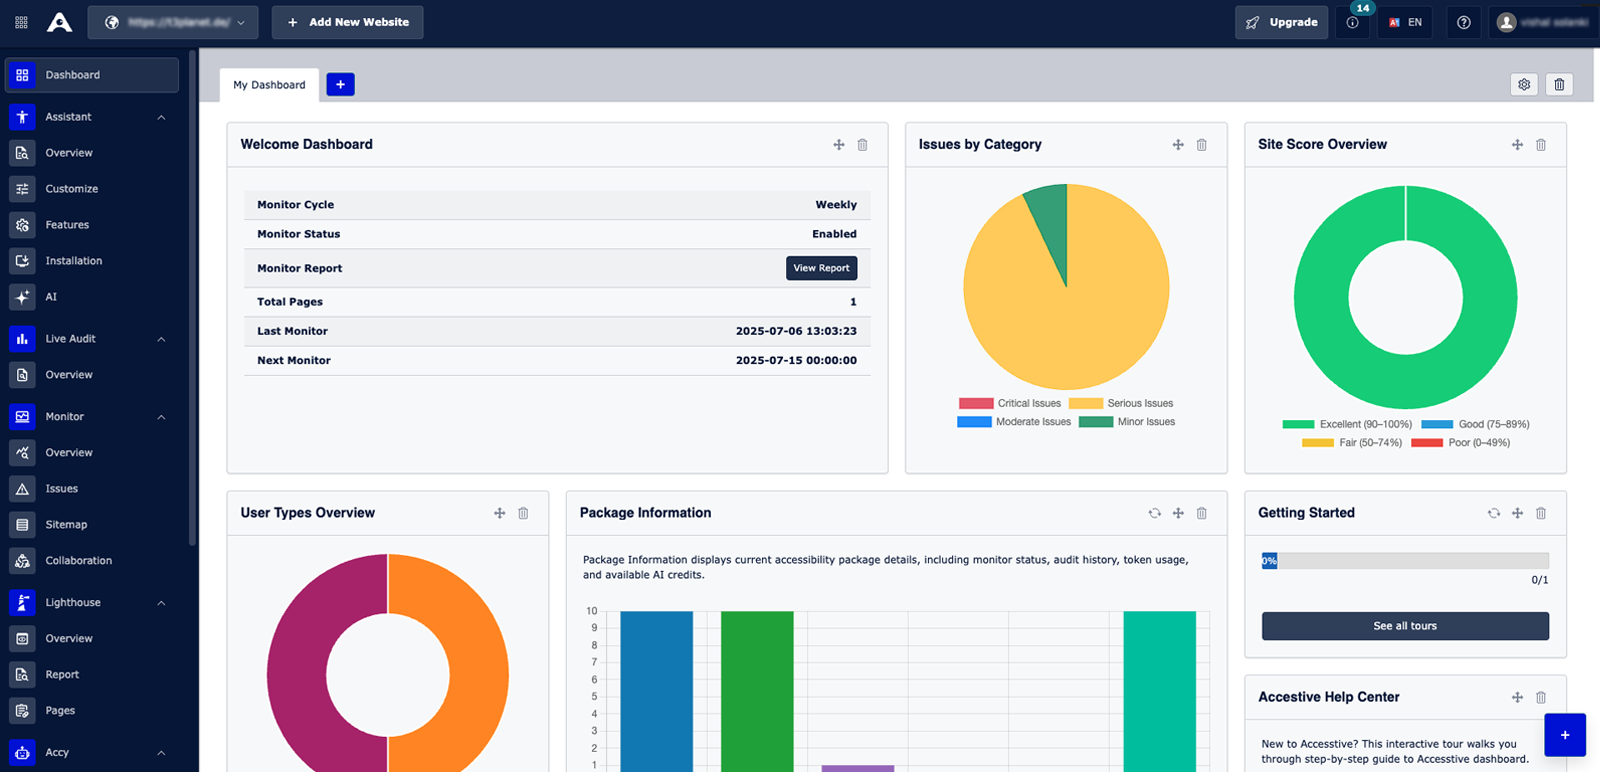 Add New Website
Upgrade
14
EN
Dashboard
Assistant
Overview
Customize
Features
Installation
AI
Live Audit
Overview
Monitor
Overview
Issues
Sitemap
Collaboration
Lighthouse
Overview
Report
Pages
Accy
My Dashboard
Welcome Dashboard
Monitor Cycle Weekly
Monitor Status Enabled
Monitor Report View Report
Total Pages 1
Last Monitor 2025-07-06 13:03:23
Next Monitor 2025-07-15 00:00:00
Issues by Category
Critical Issues Serious Issues
Moderate Issues Minor Issues
Site Score Overview
Excellent (90–100%) Good (75–89%)
Fair (50–74%) Poor (0–49%)
User Types Overview
Package Information
Package Information displays current accessibility package details, including monitor status, audit history, token usage,
and available AI credits.
10
9
8
7
6
5
4
3
2
1
Getting Started
0%
0/1
See all tours
Accestive Help Center
New to Accesstive? This interactive tour walks you
through step-by-step guide to Accesstive dashboard.